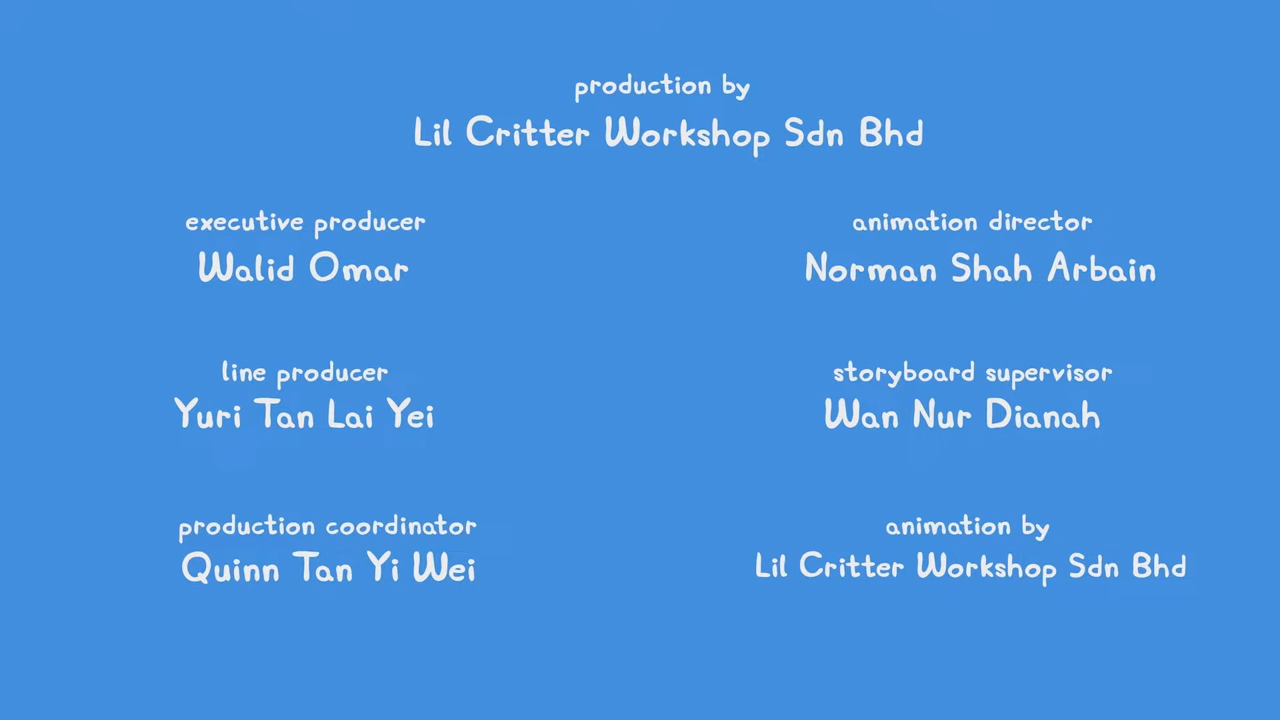 production by
Lil Critter Workshop Sdn Bhd
executive producer
Walid Omar
animation director
Norman Shah Arbain
line producer
Yuri Tan Lai Yei
storyboard supervisor
Wan Nur Dianah
production coordinator
Quinn Tan Yi Wei
animation by
Lil Critter Workshop Sdn Bhd